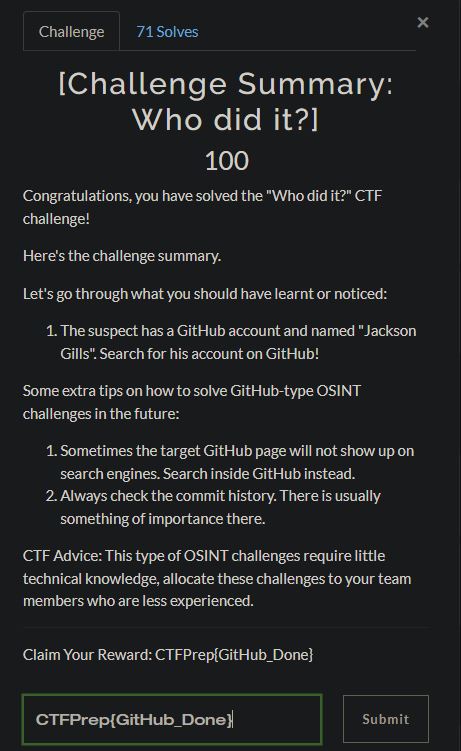 Challenge
71 Solves
×
[Challenge Summary:
Who did it?]
100
Congratulations, you have solved the "Who did it?" CTF
challenge!
Here's the challenge summary.
Let's go through what you should have learnt or noticed:
1. The suspect has a GitHub account and named "Jackson
Gills". Search for his account on GitHub!
Some extra tips on how to solve GitHub-type OSINT
challenges in the future:
1. Sometimes the target GitHub page will not show up on
search engines. Search inside GitHub instead.
2. Always check the commit history. There is usually
something of importance there.
CTF Advice: This type of OSINT challenges require little
technical knowledge, allocate these challenges to your team
members who are less experienced.
Claim Your Reward: CTFPrep{GitHub_Done}
CTFPrep{GitHub_Done}
Submit